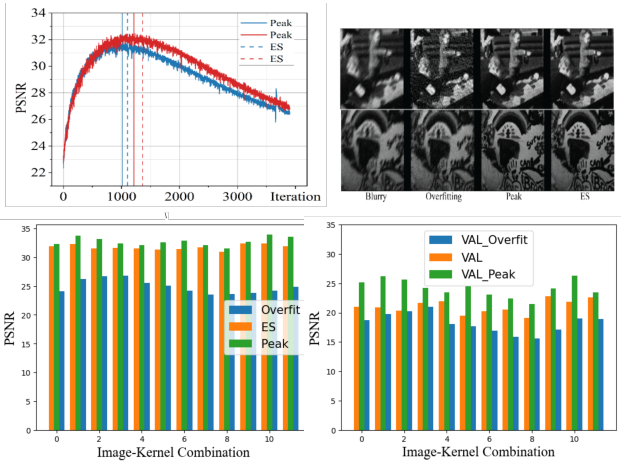 Peak
Peak
ES
ES
PSNR
34
32
30
28
26
24
22
0 1000 2000 3000 Iteration
Blurry Overfitting Peak ES
PSNR
35
30
25
20
15
10
5
0
Overfit
ES
Peak
0 2 4 6 8 10
Image-Kernel Combination
PSNR
35
30
25
20
15
10
5
0
VAL_Overfit
VAL
VAL_Peak
0 2 4 6 8 10
Image-Kernel Combination